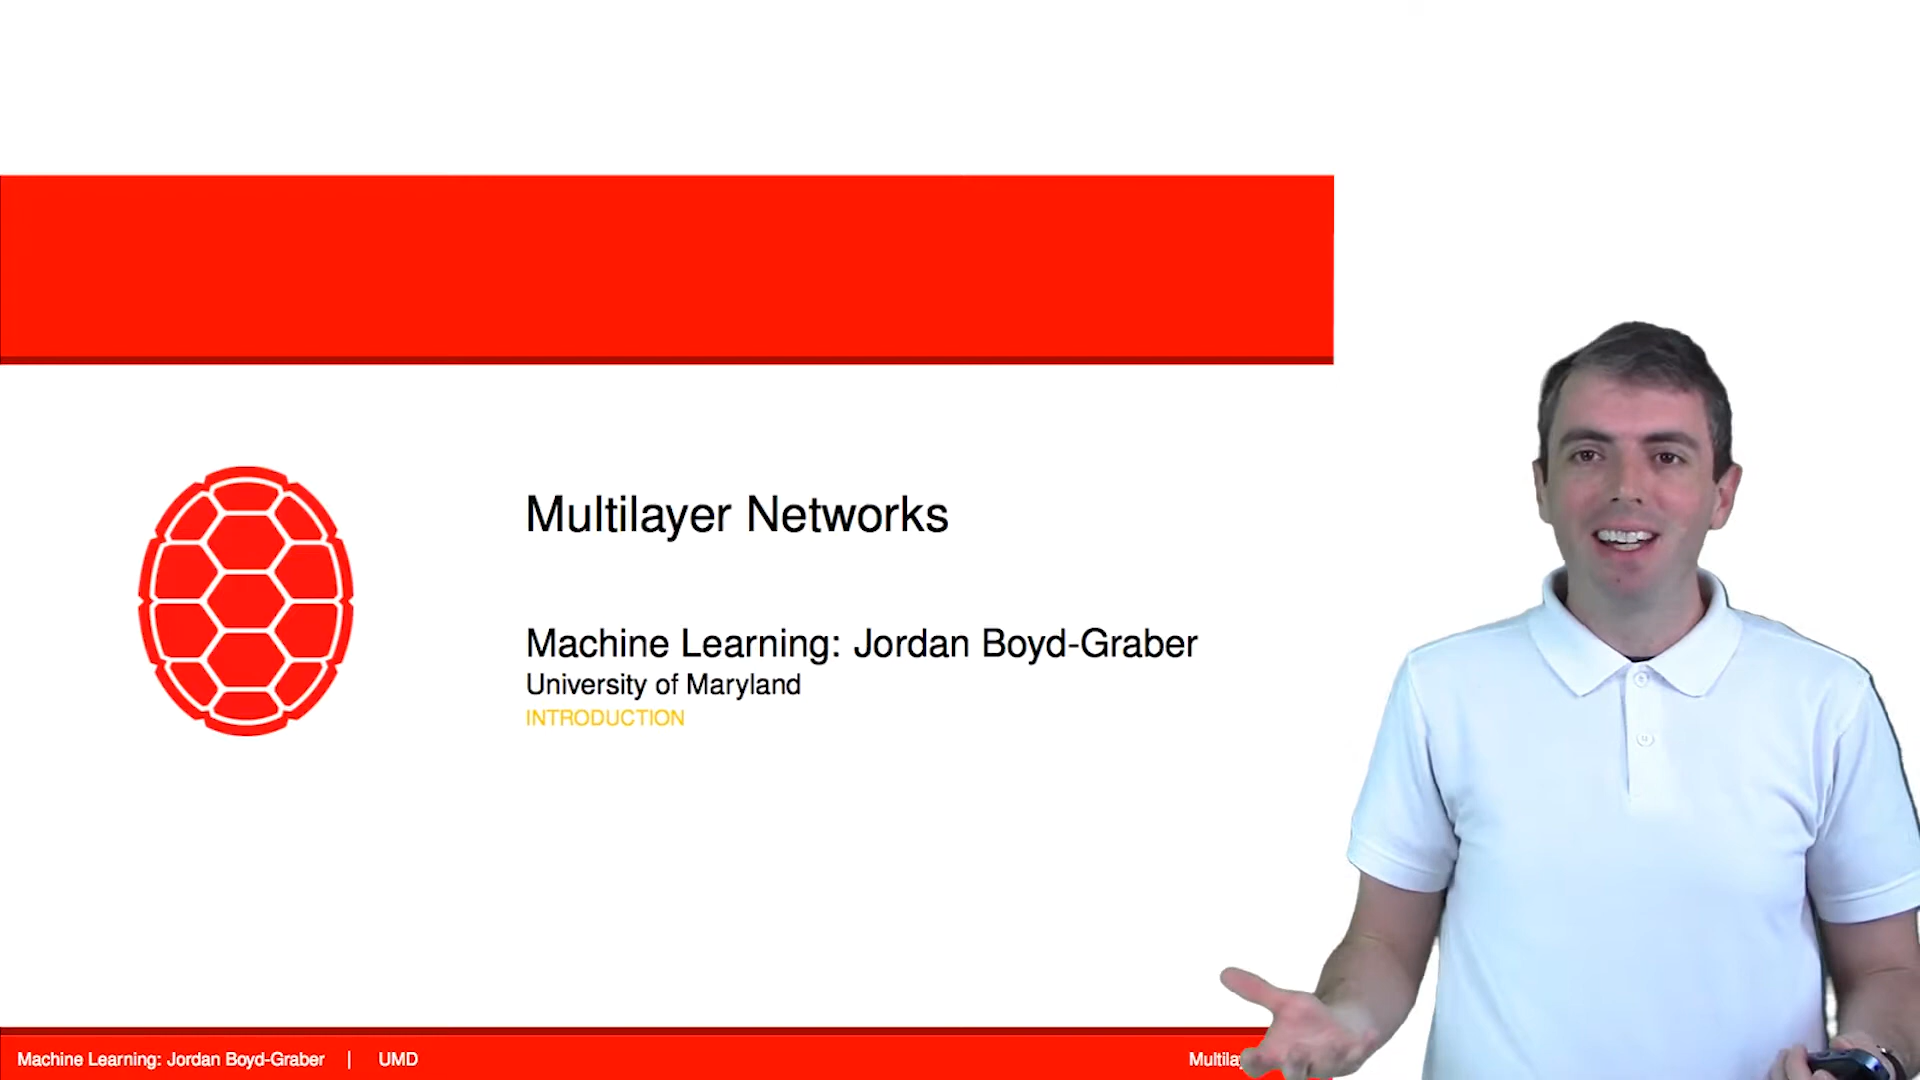 Multilayer Networks
Machine Learning: Jordan Boyd-Graber
University of Maryland
INTRODUCTION
Machine Learning: Jordan Boyd-Graber | UMD